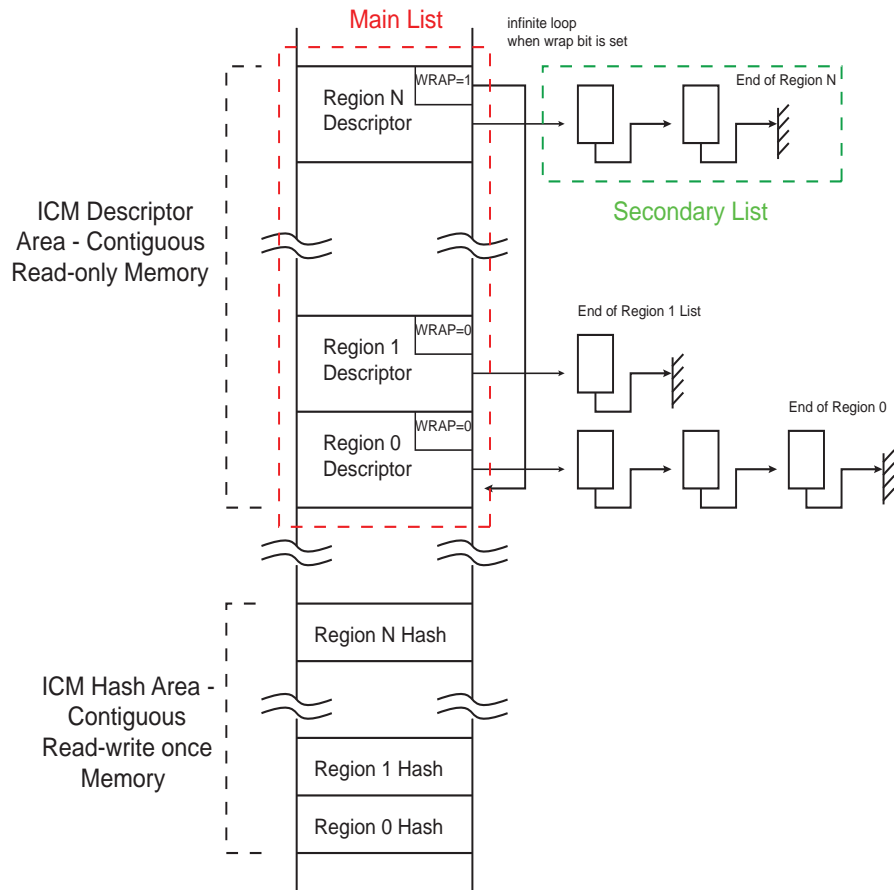 Main List
infinite loop
when wrap bit is set
WRAP=1
End of Region N
Region N
Descriptor
ICM Descriptor
Area - Contiguous
Read-only Memory
Secondary List
End of Region 1 List
WRAP=0
Region 1
Descriptor
End of Region 0
WRAP=0
Region 0
Descriptor
Region N Hash
ICM Hash Area -
Contiguous
Read-write once
Memory
Region 1 Hash
Region 0 Hash